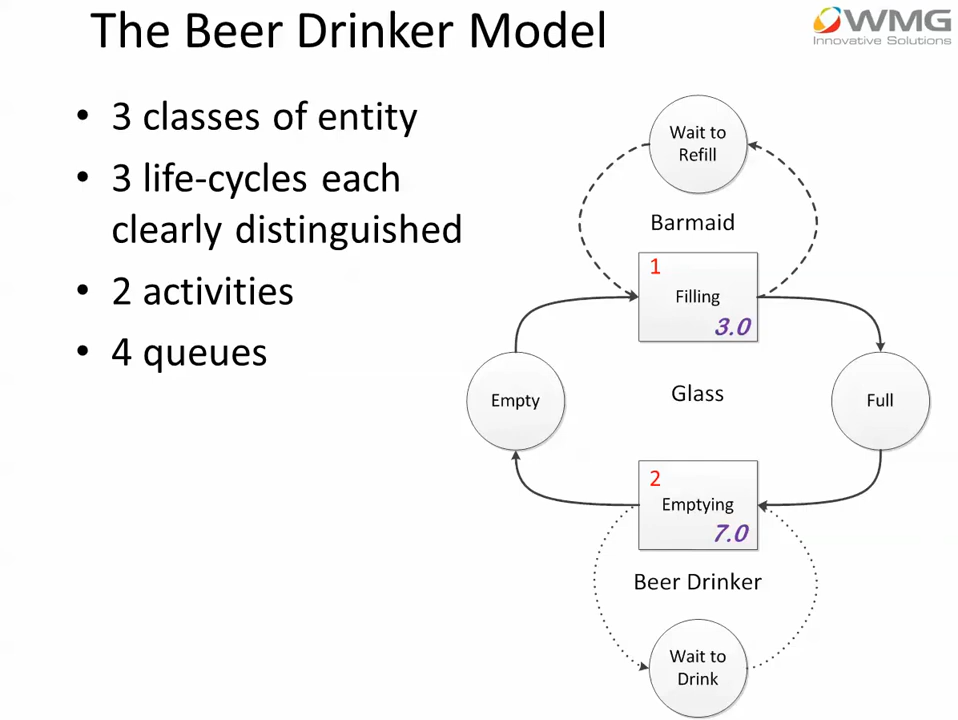 The Beer Drinker Model
WMG
Innovative Solutions
• 3 classes of entity
• 3 life-cycles each
clearly distinguished
• 2 activities
• 4 queues
Wait to
Refill
Barmaid
1
Filling
3.0
Empty
Glass
Full
2
Emptying
7.0
Beer Drinker
Wait to
Drink